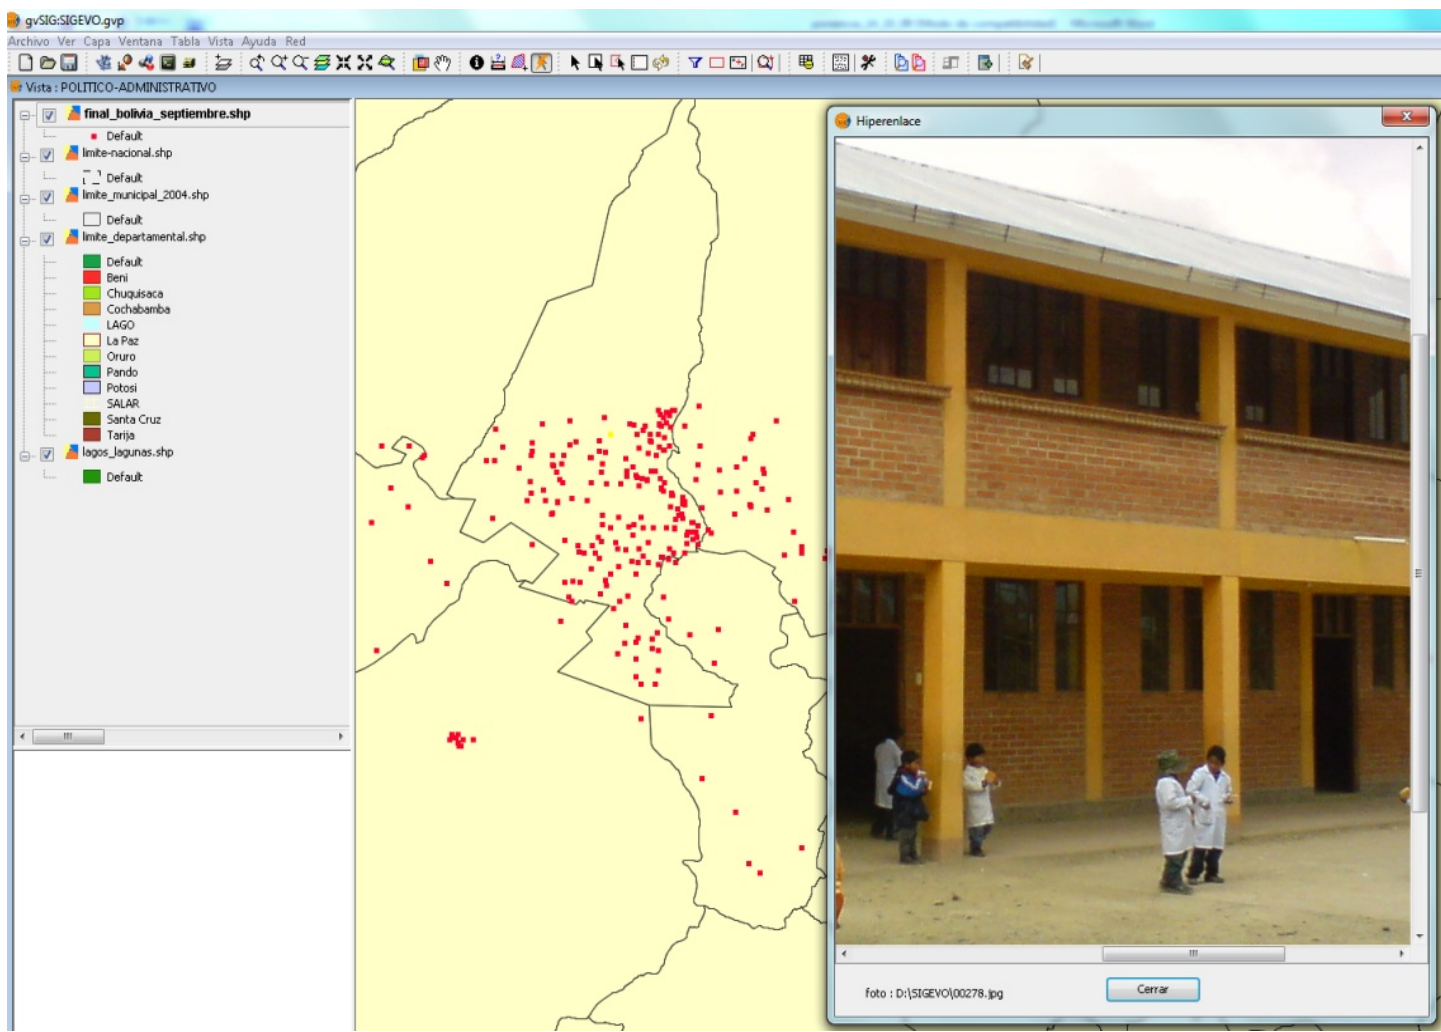 gvSIG:SIGEVO.gvp
Archivo Ver Capa Ventana Tabla Vista Ayuda Red
Vista : POLITICO-ADMINISTRATIVO
final_bolivia_septiembre.shp
Default
limite-nacional.shp
Default
limite_municipal_2004.shp
Default
limite_departamental.shp
Default
Beni
Chuquisaca
Cochabamba
LAGO
La Paz
Oruro
Pando
Potosi
SALAR
Santa Cruz
Tarija
lagos_lagunas.shp
Default
Hiperenlace
foto : D:\SIGEVO\00278.jpg
Cerrar